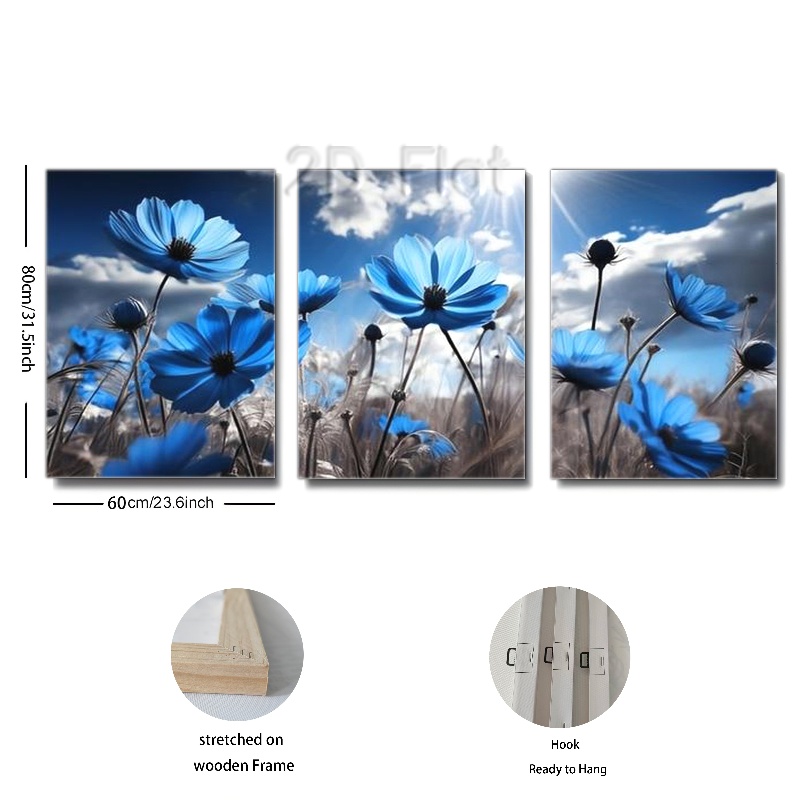 2D Flat
80cm/31.5inch
60cm/23.6inch
stretched on
wooden Frame
Hook
Ready to Hang